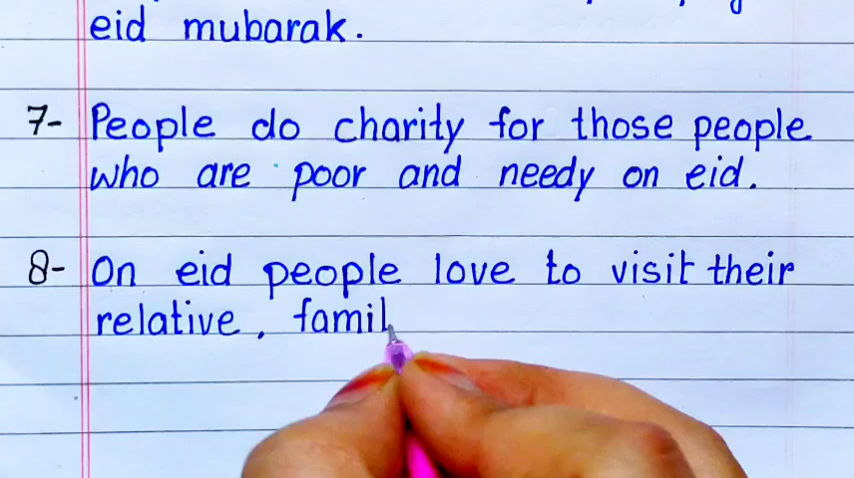 eid mubarak.
7- People do charity for those people
who are poor and needy on eid.
8- On eid people love to visit their
relative, famil